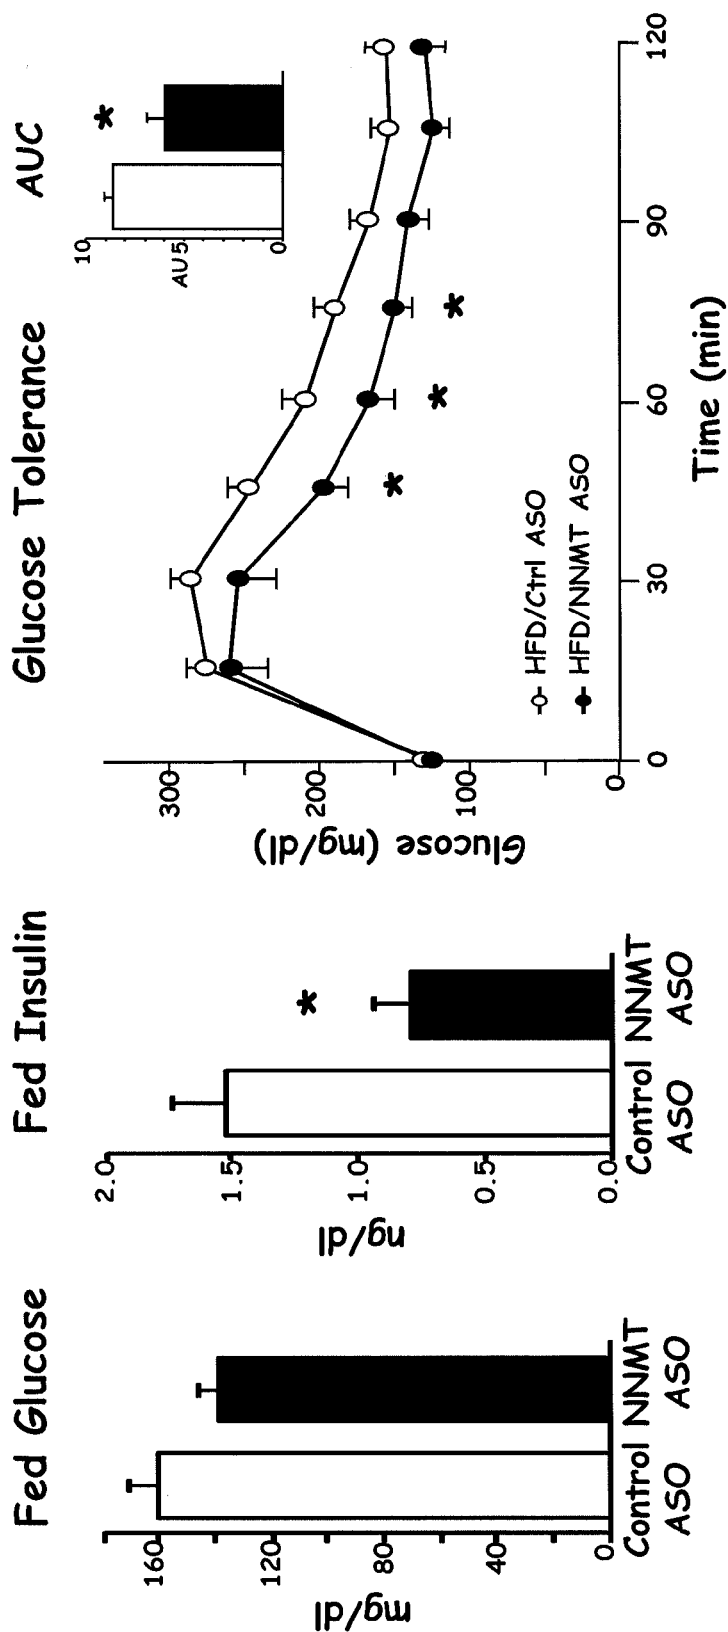 Fed Glucose
mg/dl
160
120
80
40
0
Control NNMT
ASO ASO
Fed Insulin
ng/dl
2.0
1.5
1.0
0.5
0.0
Control NNMT
ASO ASO
*
Glucose Tolerance
Glucose (mg/dl)
300
200
100
0
0 30 60 90 120
Time (min)
HFD/Ctrl ASO
HFD/NNMT ASO
* * *
AUC
AU
10
5
0
*